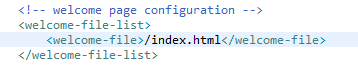 <!-- welcome page configuration -->
<welcome-file-list>
<welcome-file>/index.html</welcome-file>
</welcome-file-list>